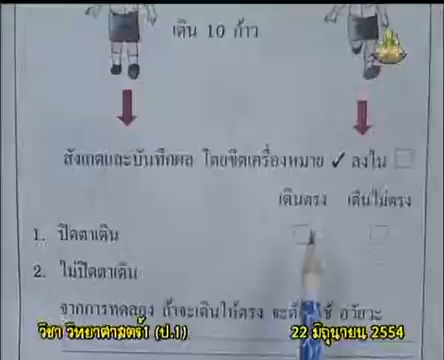 เดิน 10 ก้าว
สังเกตและบันทึกผล โดยขีดเครื่องหมาย ✓ ลงใน □
เดินตรง เดินไม่ตรง
1. ปิดตาเดิน □ □
2. ไม่ปิดตาเดิน
จากการทดลอง ถ้าจะเดินให้ตรง จะต้ ช้ อวัยวะ
วิชา วิทยาศาสตร์1 (ป.1) 22 มิถุนายน 2554